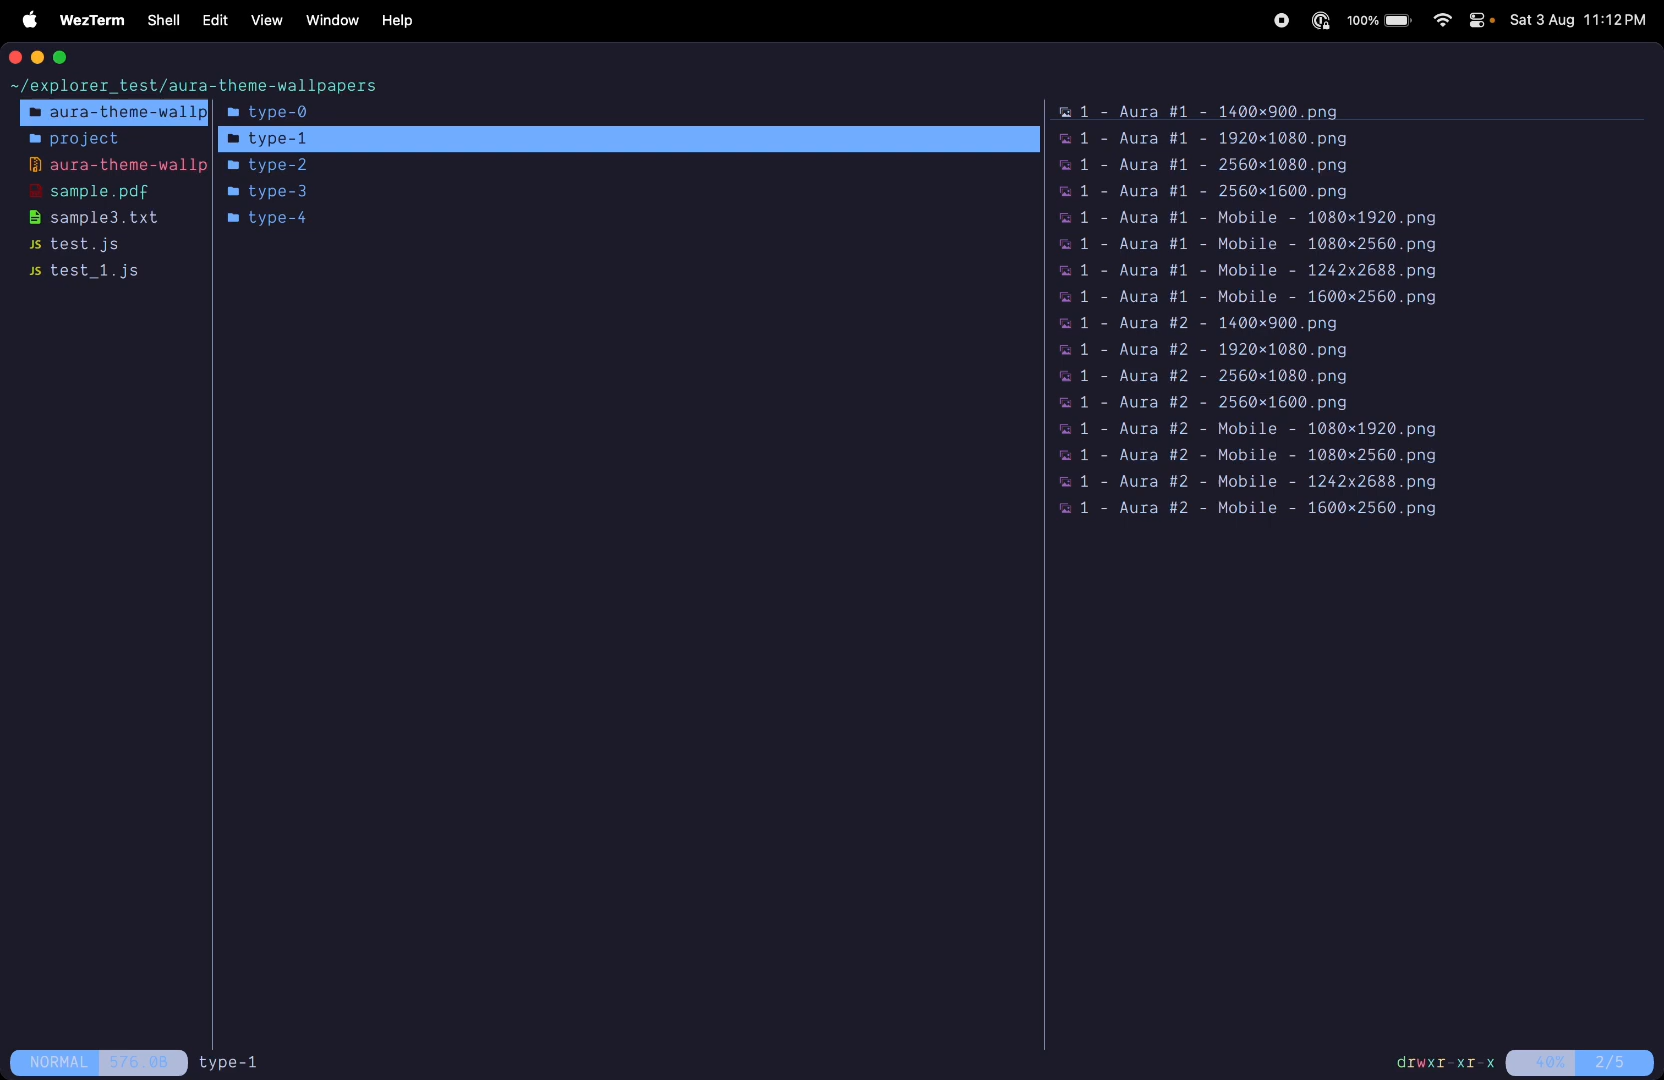 WezTerm Shell Edit View Window Help 100% Sat 3 Aug 11:12 PM
~/explorer_test/aura-theme-wallpapers
aura-theme-wallp
project
aura-theme-wallp
sample.pdf
sample3.txt
JS test.js
JS test_1.js
type-0
type-1
type-2
type-3
type-4
1 - Aura #1 - 1400×900.png
1 - Aura #1 - 1920×1080.png
1 - Aura #1 - 2560×1080.png
1 - Aura #1 - 2560×1600.png
1 - Aura #1 - Mobile - 1080×1920.png
1 - Aura #1 - Mobile - 1080×2560.png
1 - Aura #1 - Mobile - 1242x2688.png
1 - Aura #1 - Mobile - 1600×2560.png
1 - Aura #2 - 1400×900.png
1 - Aura #2 - 1920×1080.png
1 - Aura #2 - 2560×1080.png
1 - Aura #2 - 2560×1600.png
1 - Aura #2 - Mobile - 1080×1920.png
1 - Aura #2 - Mobile - 1080×2560.png
1 - Aura #2 - Mobile - 1242x2688.png
1 - Aura #2 - Mobile - 1600×2560.png
NORMAL 576.0B type-1 drwxr-xr-x 40% 2/5